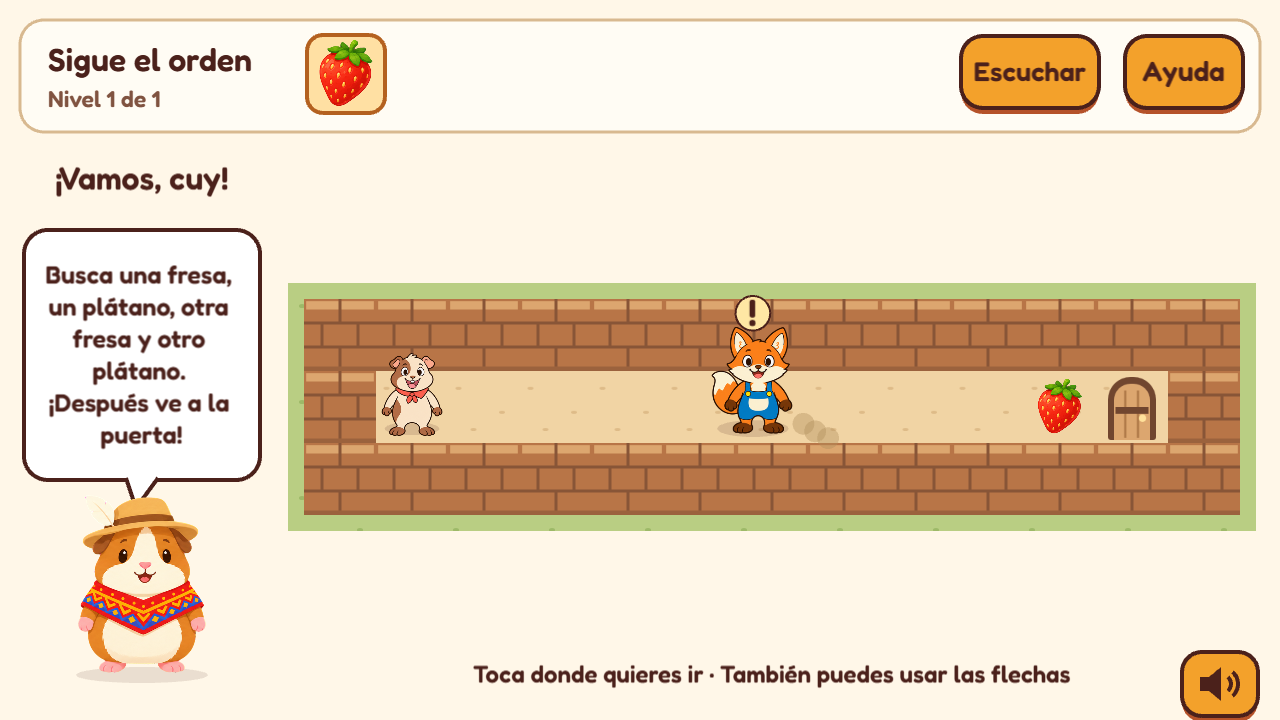 Sigue el orden
Nivel 1 de 1
Escuchar
Ayuda
¡Vamos, cuy!
Busca una fresa,
un plátano, otra
fresa y otro
plátano.
¡Después ve a la
puerta!
!
Toca donde quieres ir · También puedes usar las flechas